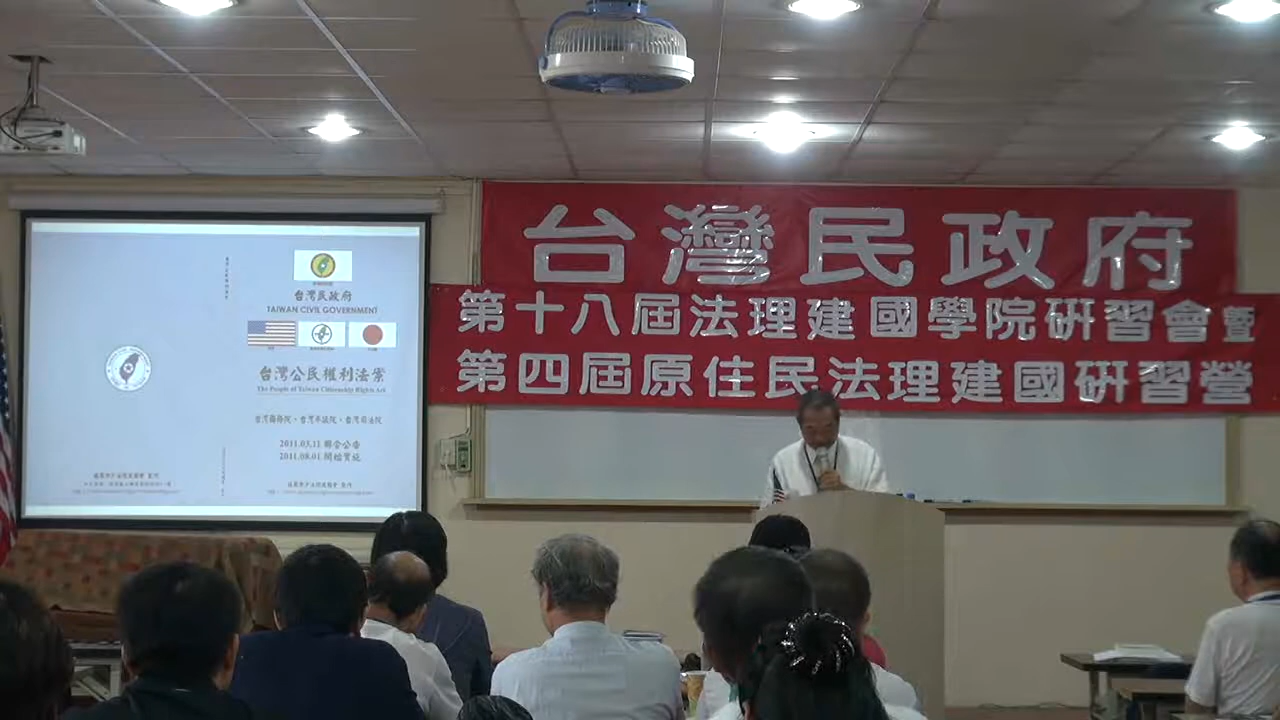 台灣民政府
第十八屆法理建國學院研習會暨
第四屆原住民法理建國研習營
台灣民政府
TAIWAN CIVIL GOVERNMENT
台灣公民權利法案
The People of Taiwan Citizenship Rights Act
2011.03.11 聯合公告
2011.08.01 開始實施